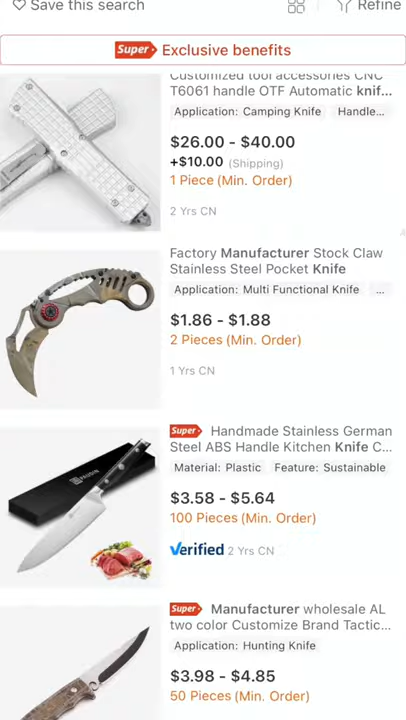 Save this search
Refine
Super Exclusive benefits
Customized tool accessories CNC
T6061 handle OTF Automatic knif...
Application: Camping Knife Handle...
$26.00 - $40.00
+$10.00 (Shipping)
1 Piece (Min. Order)
2 Yrs CN
Factory Manufacturer Stock Claw
Stainless Steel Pocket Knife
Application: Multi Functional Knife ...
$1.86 - $1.88
2 Pieces (Min. Order)
1 Yrs CN
Super Handmade Stainless German
Steel ABS Handle Kitchen Knife C...
Material: Plastic Feature: Sustainable
$3.58 - $5.64
100 Pieces (Min. Order)
Verified 2 Yrs CN
Super Manufacturer wholesale AL
two color Customize Brand Tactic...
Application: Hunting Knife
$3.98 - $4.85
50 Pieces (Min. Order)